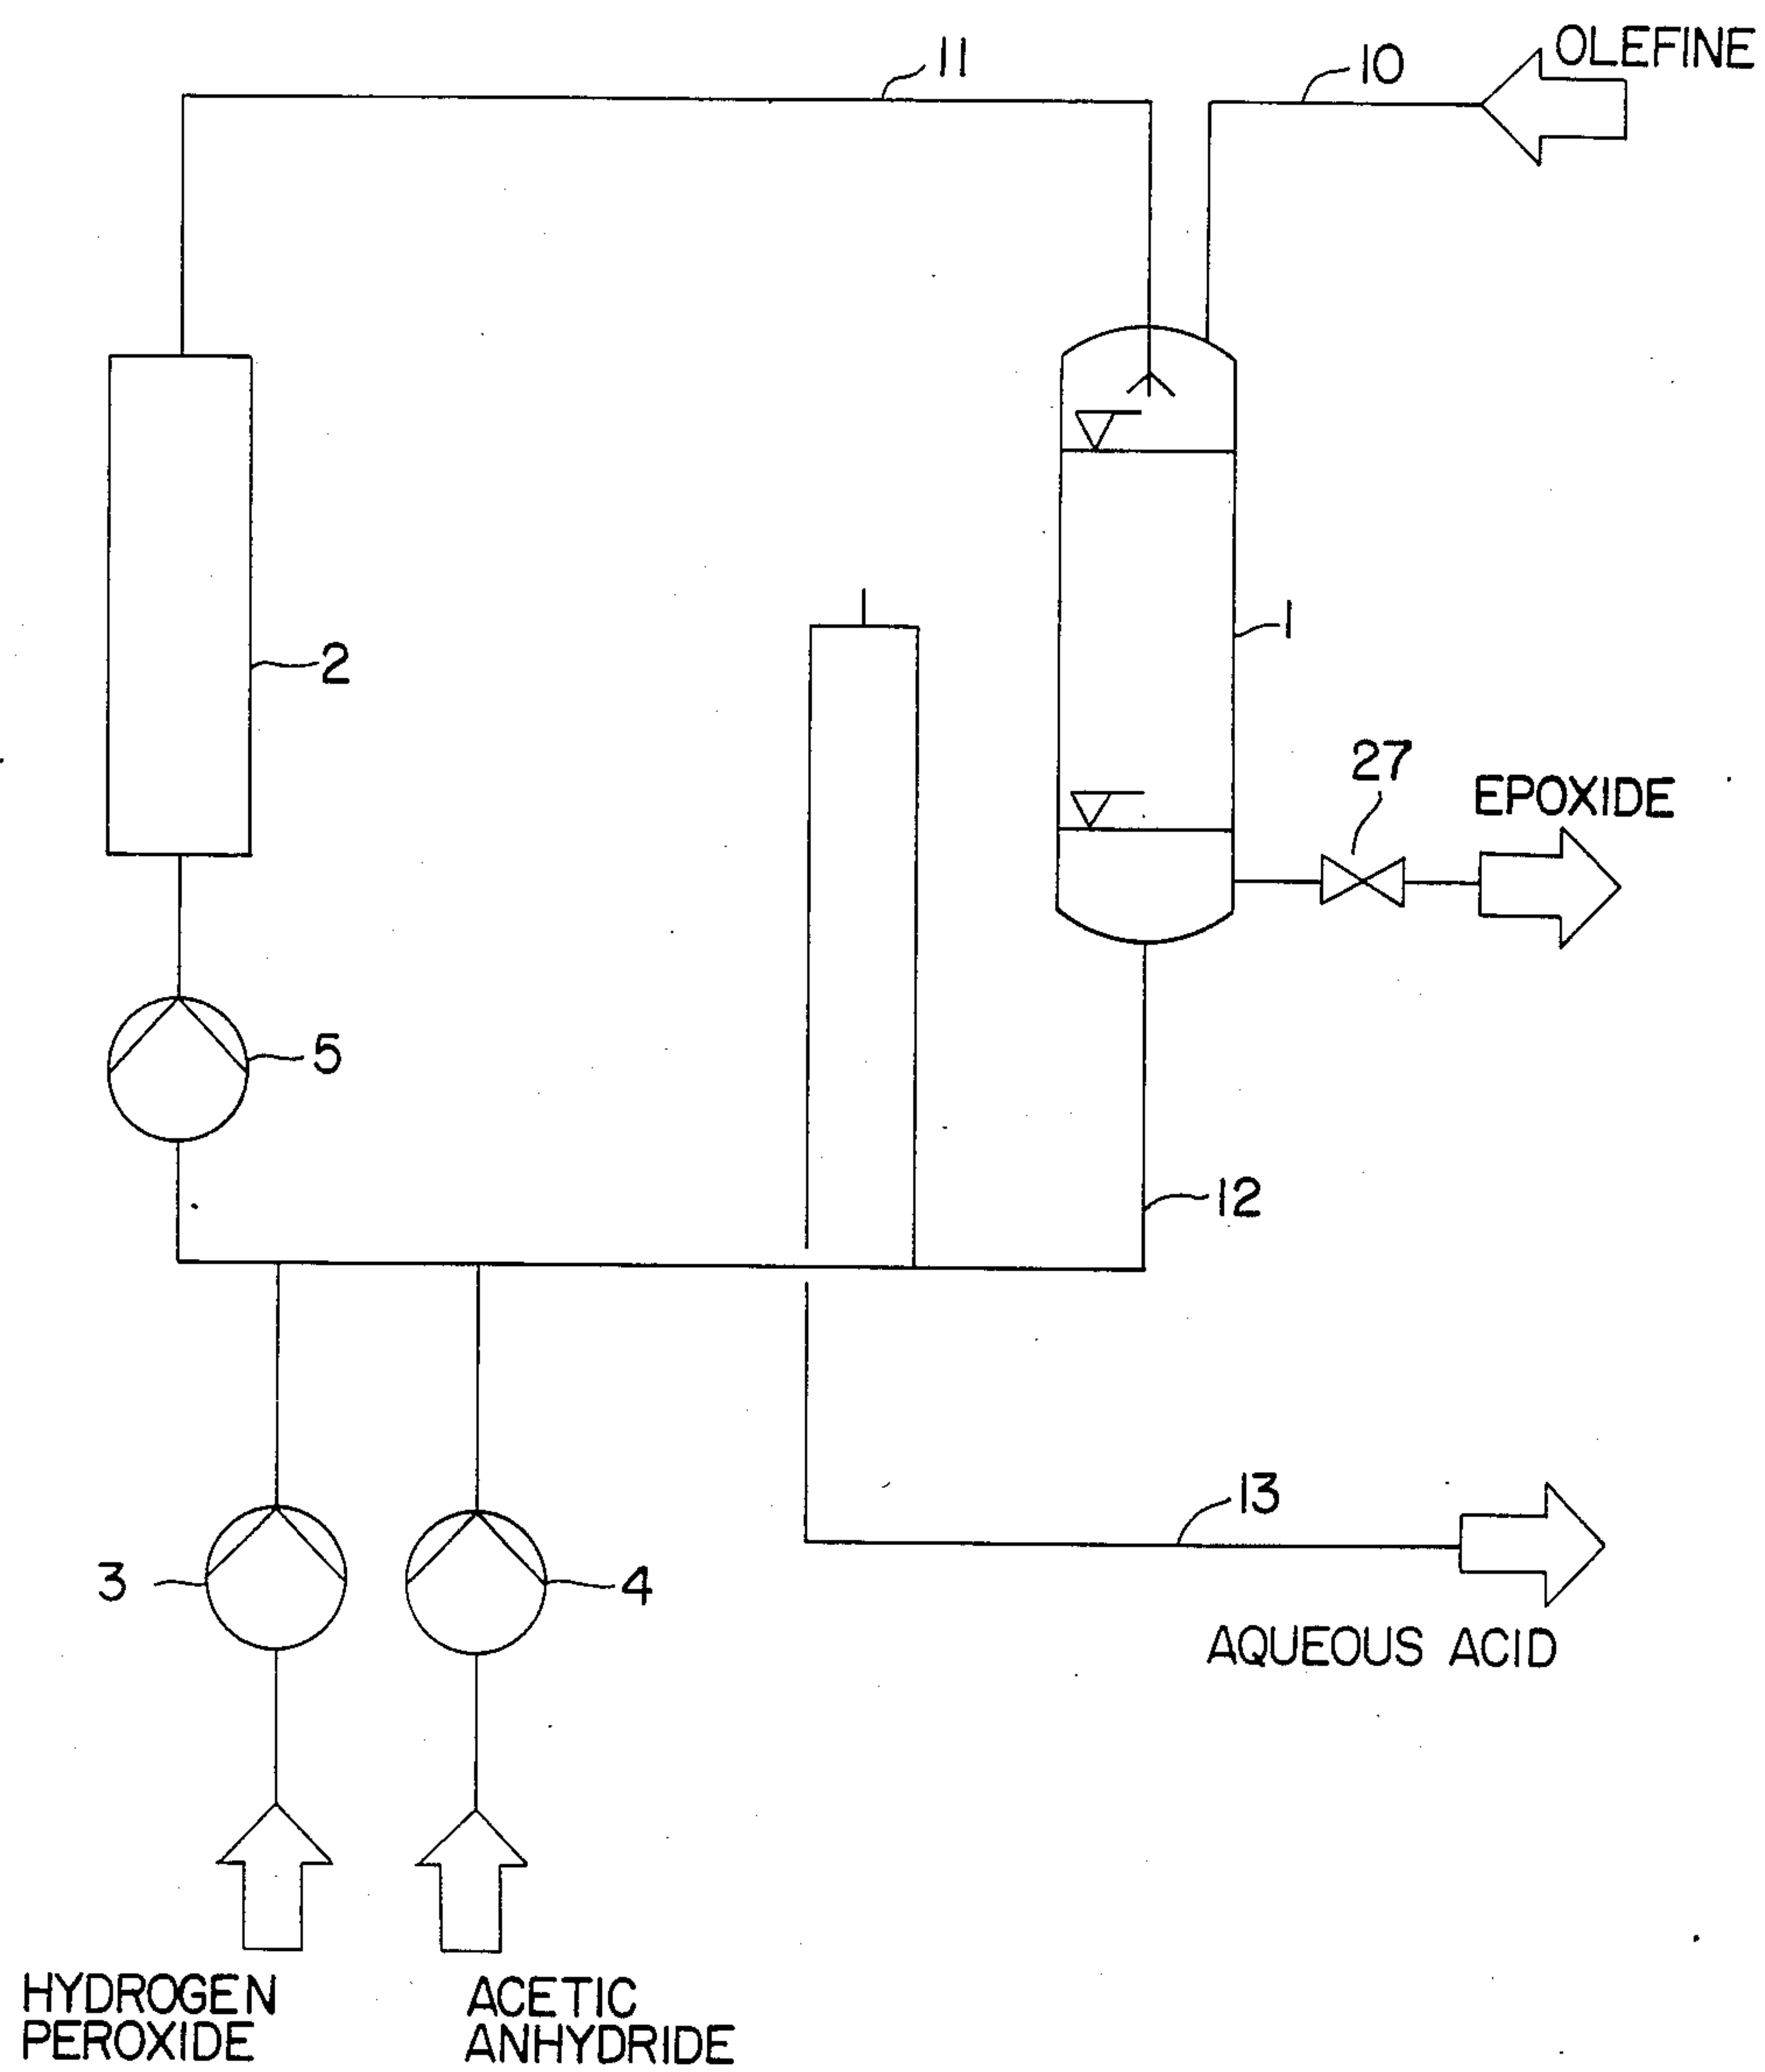 11
10
OLEFINE
2
1
27
EPOXIDE
5
12
13
3
4
AQUEOUS ACID
HYDROGEN
PEROXIDE
ACETIC
ANHYDRIDE